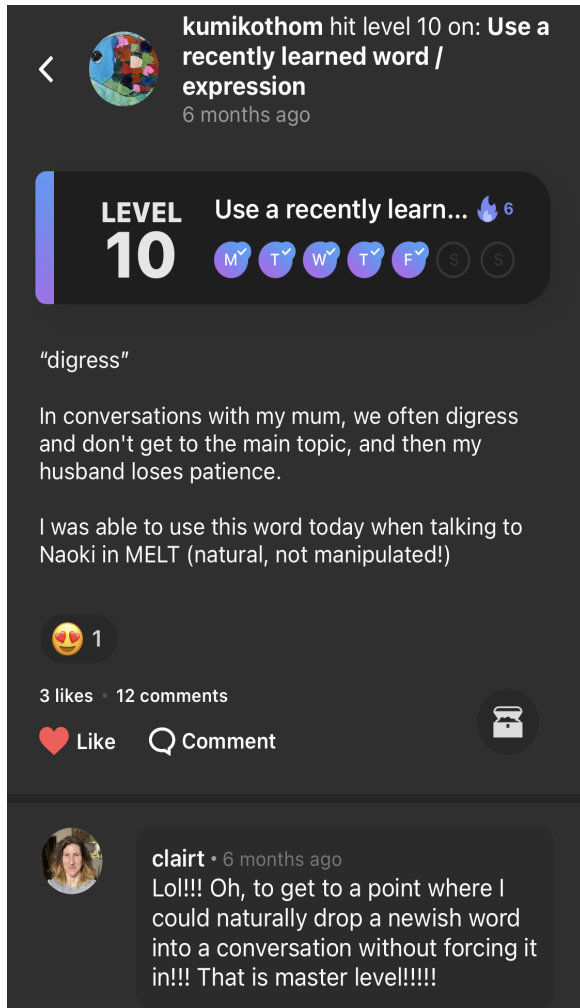 kumikothom hit level 10 on: Use a
recently learned word /
expression
6 months ago
LEVEL
10
Use a recently learn... 6
M T W T F S S
“digress”
In conversations with my mum, we often digress
and don't get to the main topic, and then my
husband loses patience.
I was able to use this word today when talking to
Naoki in MELT (natural, not manipulated!)
1
3 likes • 12 comments
Like Comment
clairt • 6 months ago
Lol!!! Oh, to get to a point where I
could naturally drop a newish word
into a conversation without forcing it
in!!! That is master level!!!!!